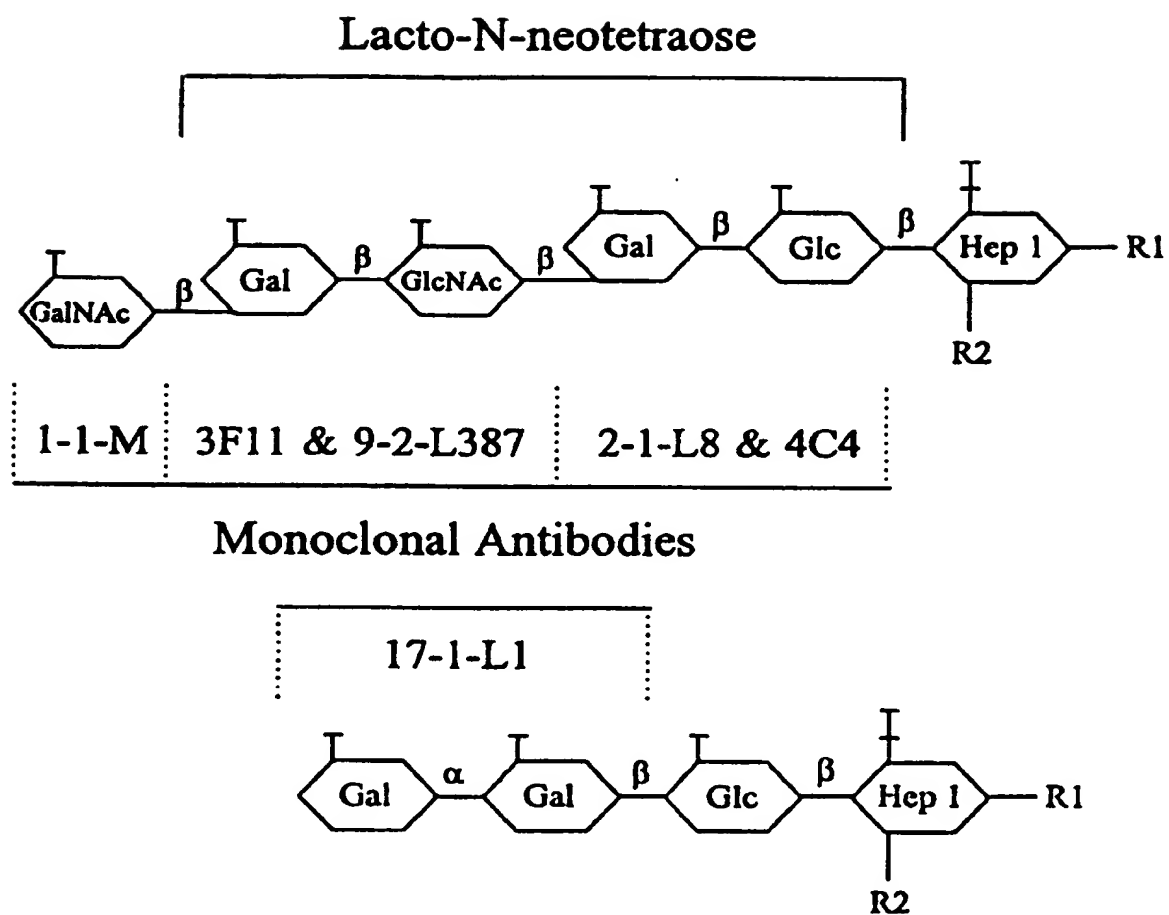 Lacto-N-neotetraose
GalNAc β Gal β GlcNAc β Gal β Glc β Hep 1 R1
R2
1-1-M 3F11 & 9-2-L387 2-1-L8 & 4C4
Monoclonal Antibodies
17-1-L1
Gal α Gal β Glc β Hep 1 R1
R2